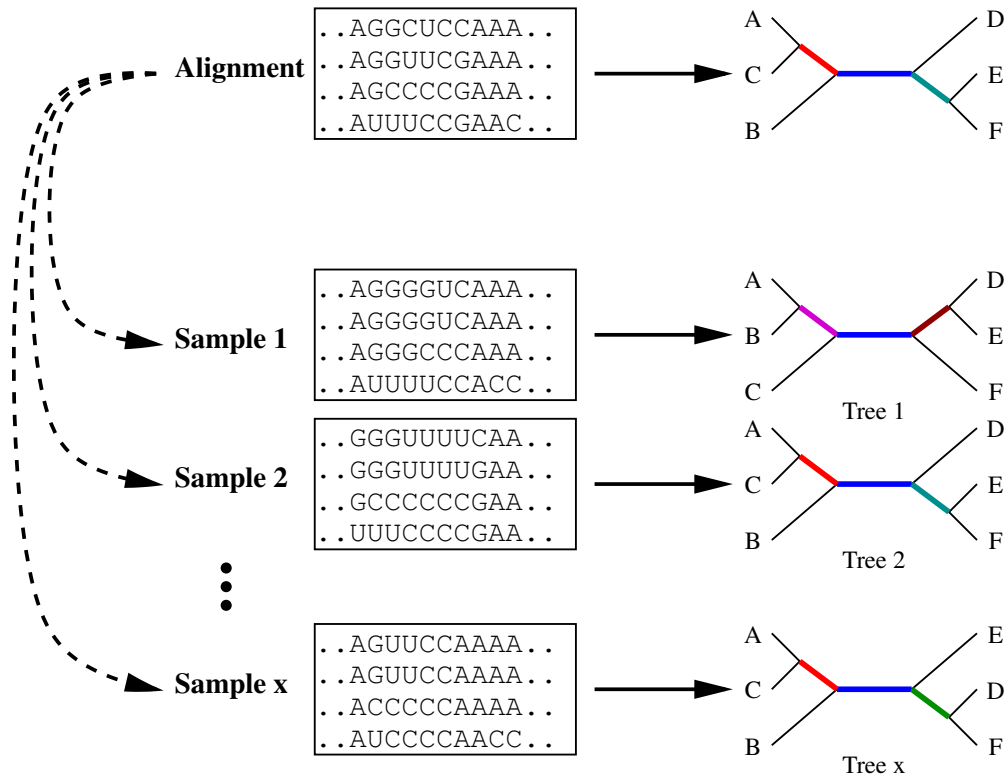 A
D
Alignment
..AGGCUCCAAA..
..AGGUUCGAAA..
..AGCCCCGAAA..
..AUUUCCGAAC..
C
E
B
F
A
D
Sample 1
..AGGGGUCAAA..
..AGGGGUCAAA..
..AGGGCCCAAA..
..AUUUUCCACC..
B
E
C
F
Tree 1
A
D
Sample 2
..GGGUUUUCAA..
..GGGUUUUGAA..
..GCCCCCCGAA..
..UUUCCCCGAA..
C
E
B
F
Tree 2
A
E
Sample x
..AGUUCCAAAA..
..AGUUCCAAAA..
..ACCCCCAAAA..
..AUCCCCAACC..
C
D
B
F
Tree x